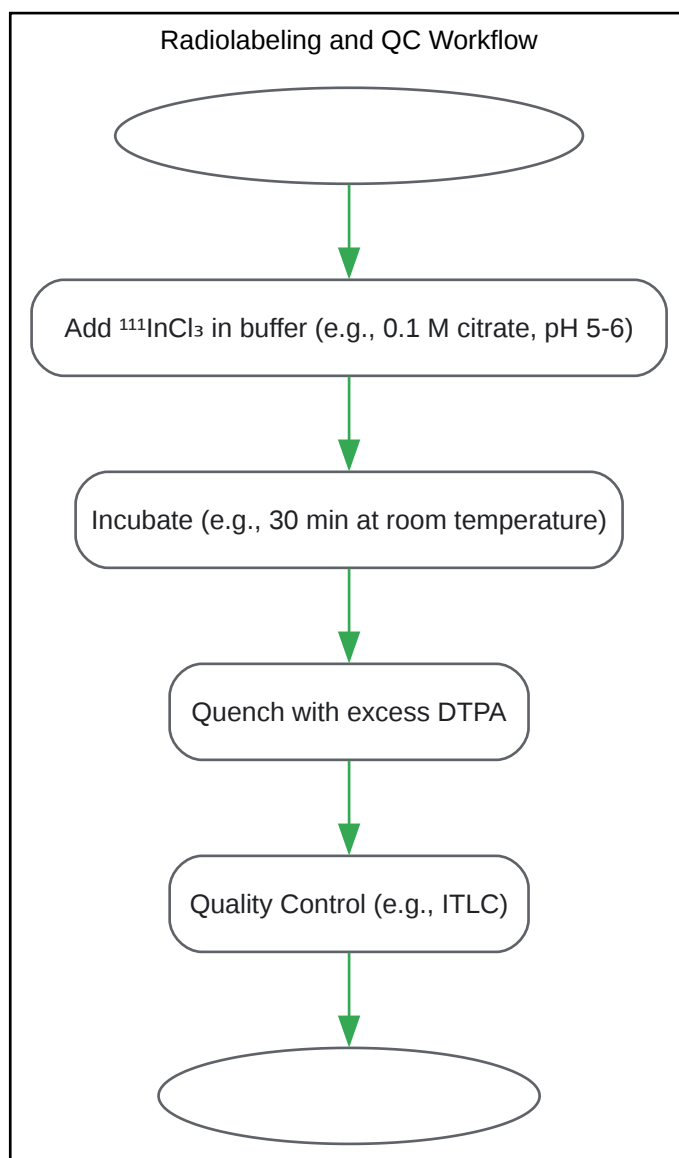 Radiolabeling and QC Workflow
Add ¹¹¹InCl₃ in buffer (e.g., 0.1 M citrate, pH 5-6)
Incubate (e.g., 30 min at room temperature)
Quench with excess DTPA
Quality Control (e.g., ITLC)